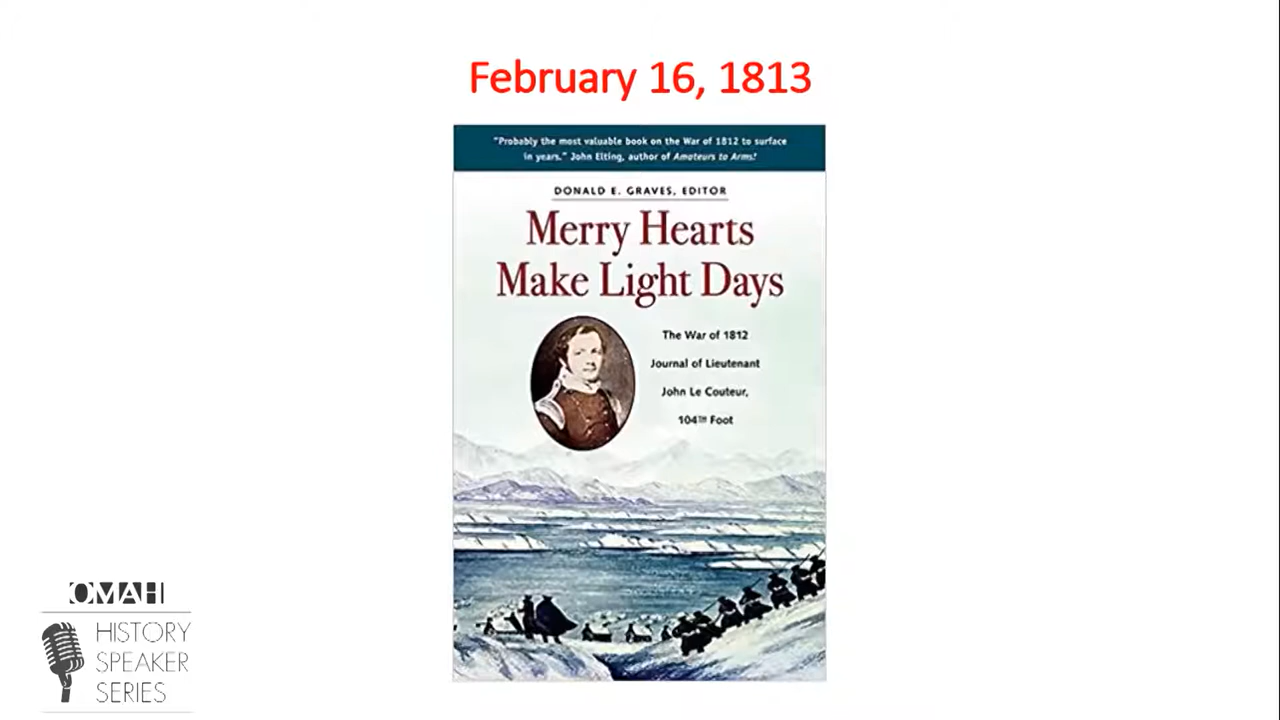 February 16, 1813
"Probably the most valuable book on the War of 1812 to surface
in years." John Elting, author of Amateurs to Arms!
DONALD E. GRAVES, EDITOR
Merry Hearts
Make Light Days
The War of 1812
Journal of Lieutenant
John Le Couteur,
104TH Foot
OMAH
HISTORY
SPEAKER
SERIES